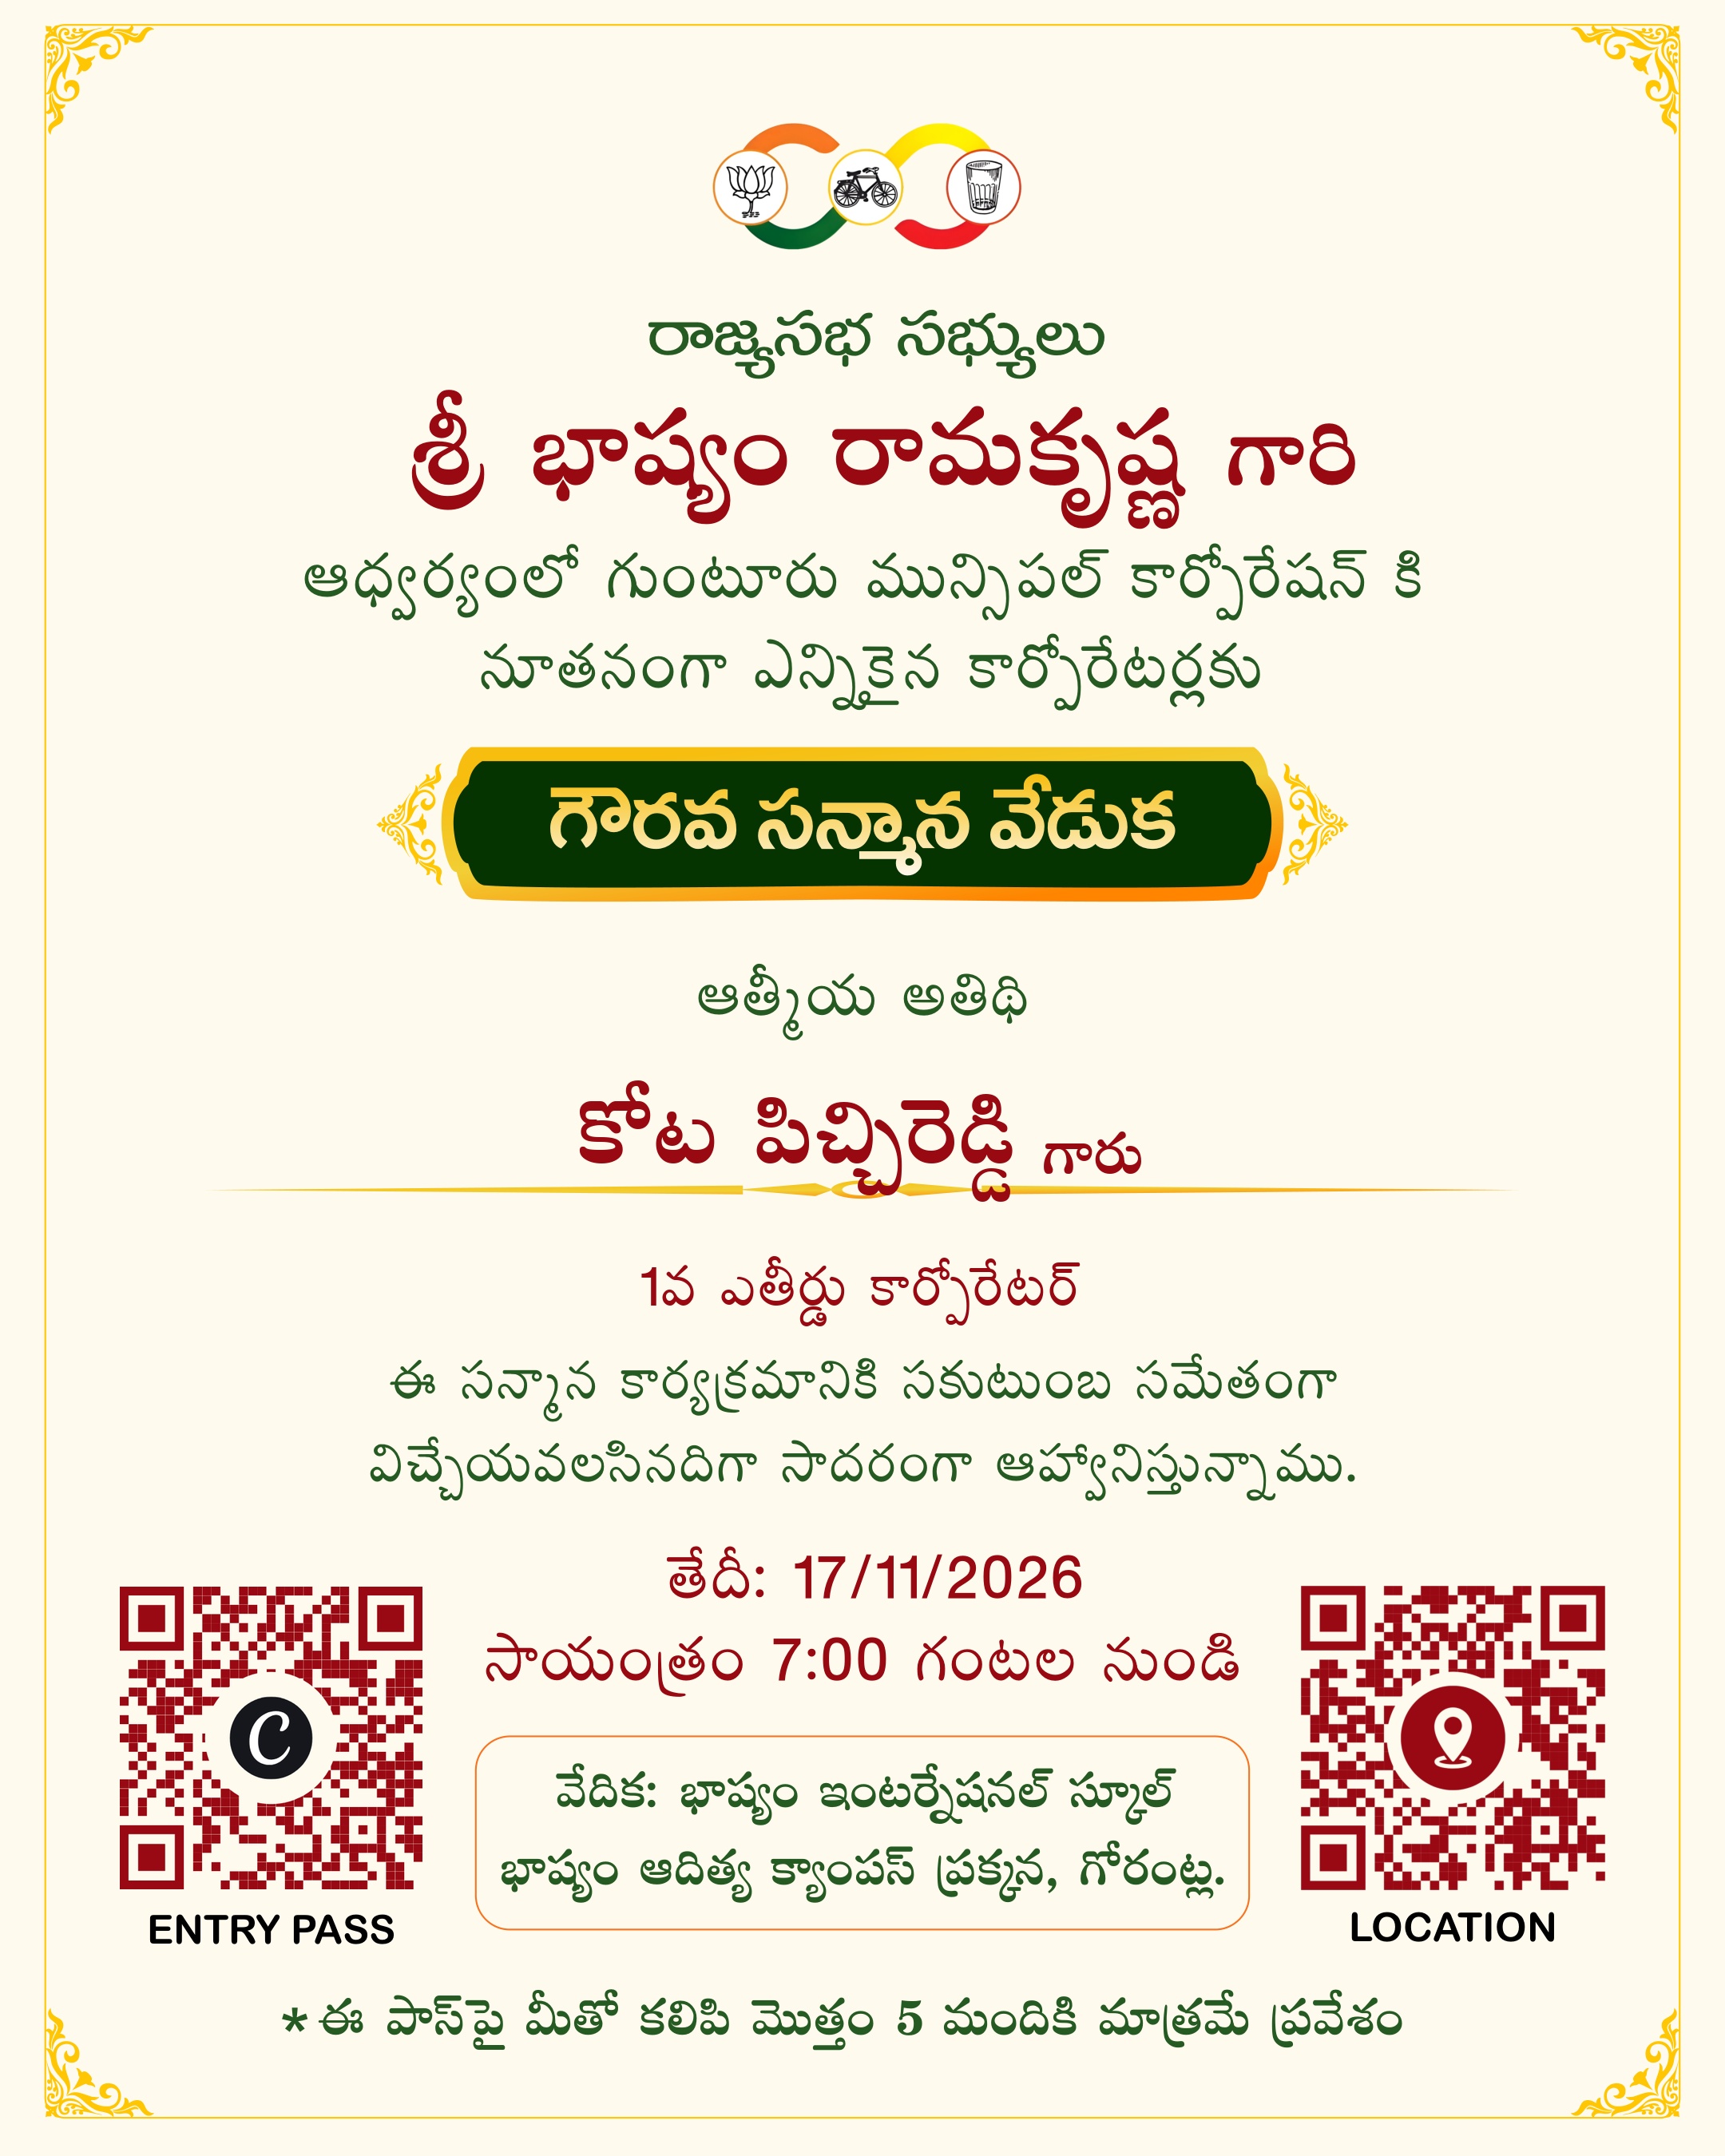 రాజ్యసభ సభ్యులు
శ్రీ భాష్యం రామకృష్ణ గారి
ఆధ్వర్యంలో గుంటూరు మున్సిపల్ కార్పోరేషన్ కి
నూతనంగా ఎన్నికైన కార్పోరేటర్లకు
గౌరవ సన్మాన వేడుక
ఆత్మీయ అతిథి
కోట పిచ్చిరెడ్డి గారు
1వ ఎతీర్డు కార్పోరేటర్
ఈ సన్మాన కార్యక్రమానికి సకుటుంబ సమేతంగా
విచ్చేయవలసినదిగా సాదరంగా ఆహ్వానిస్తున్నాము.
తేదీ: 17/11/2026
సాయంత్రం 7:00 గంటల నుండి
వేదిక: భాష్యం ఇంటర్నేషనల్ స్కూల్
భాష్యం ఆదిత్య క్యాంపస్ ప్రక్కన, గోరంట్ల.
C
ENTRY PASS
LOCATION
*ఈ పాస్‌పై మీతో కలిపి మొత్తం 5 మందికి మాత్రమే ప్రవేశం